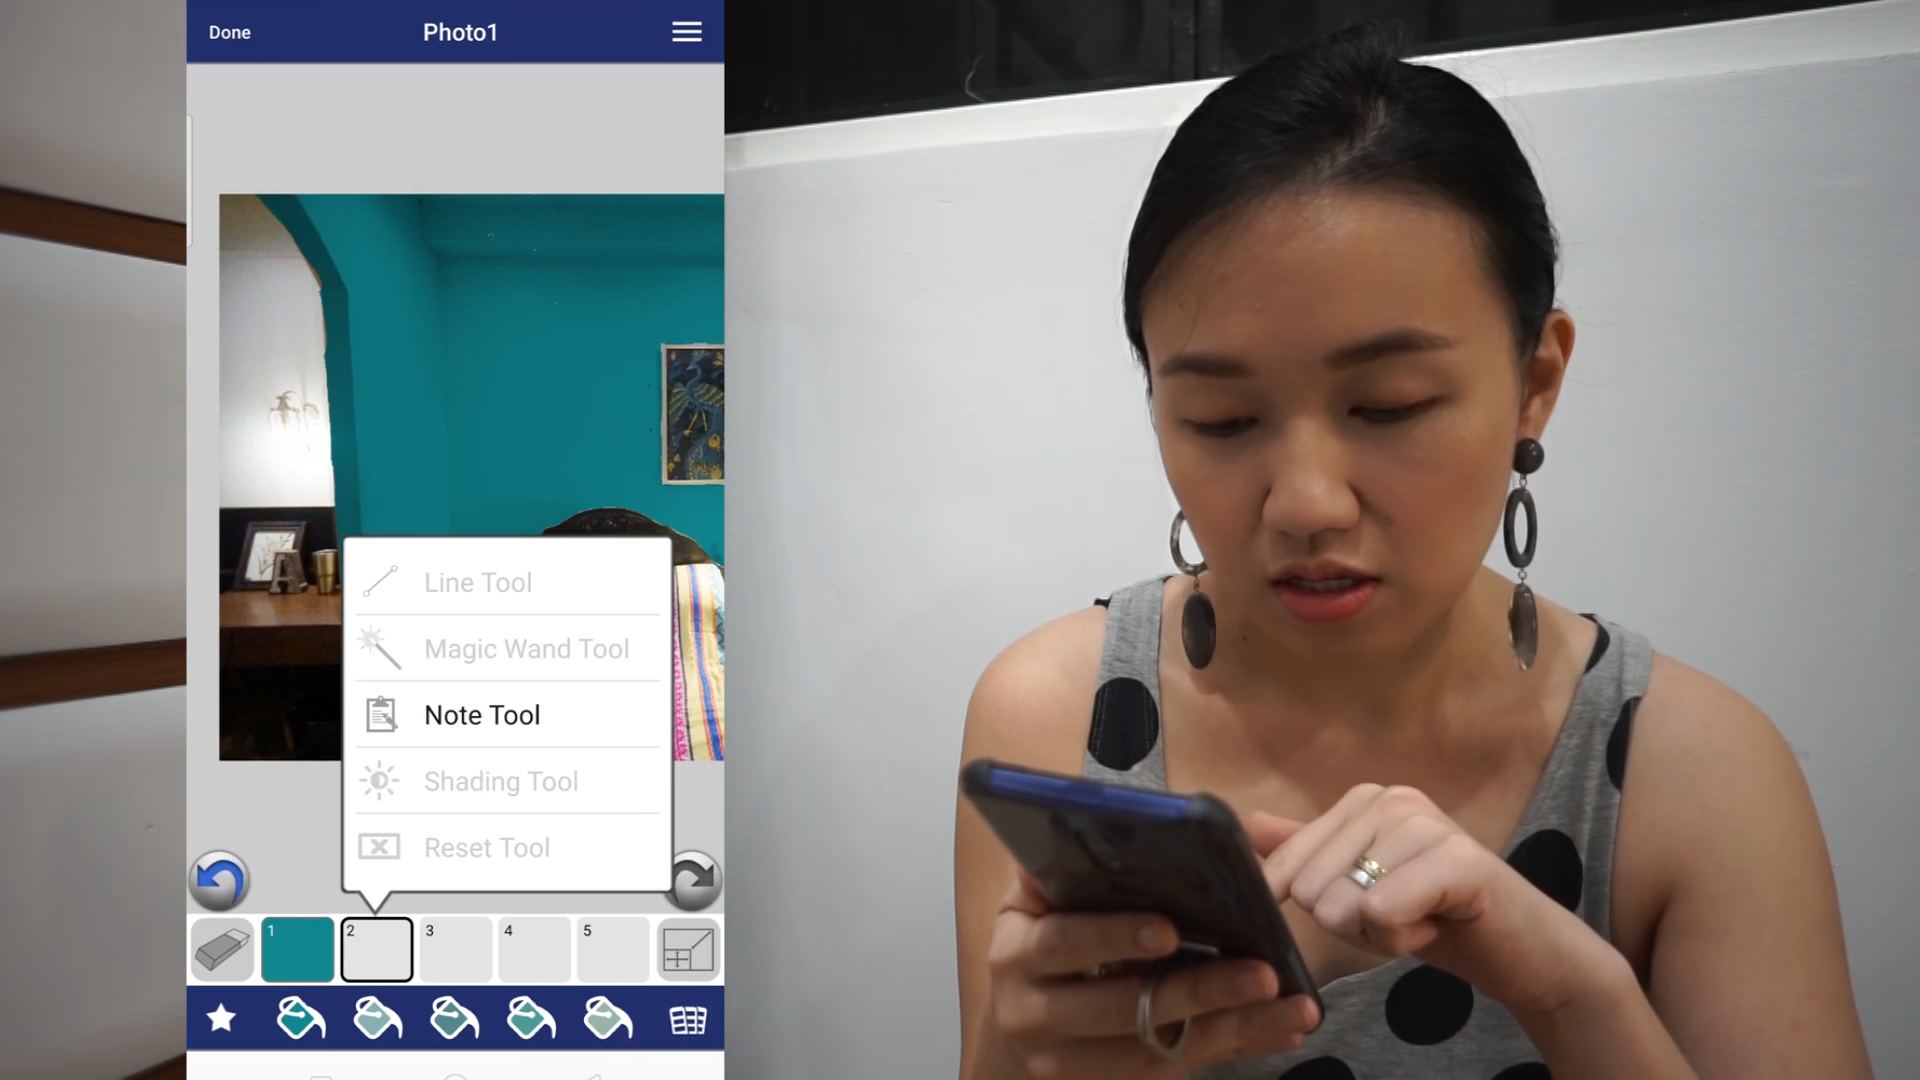 Done
Photo1
Line Tool
Magic Wand Tool
Note Tool
Shading Tool
Reset Tool
1
2
3
4
5
A